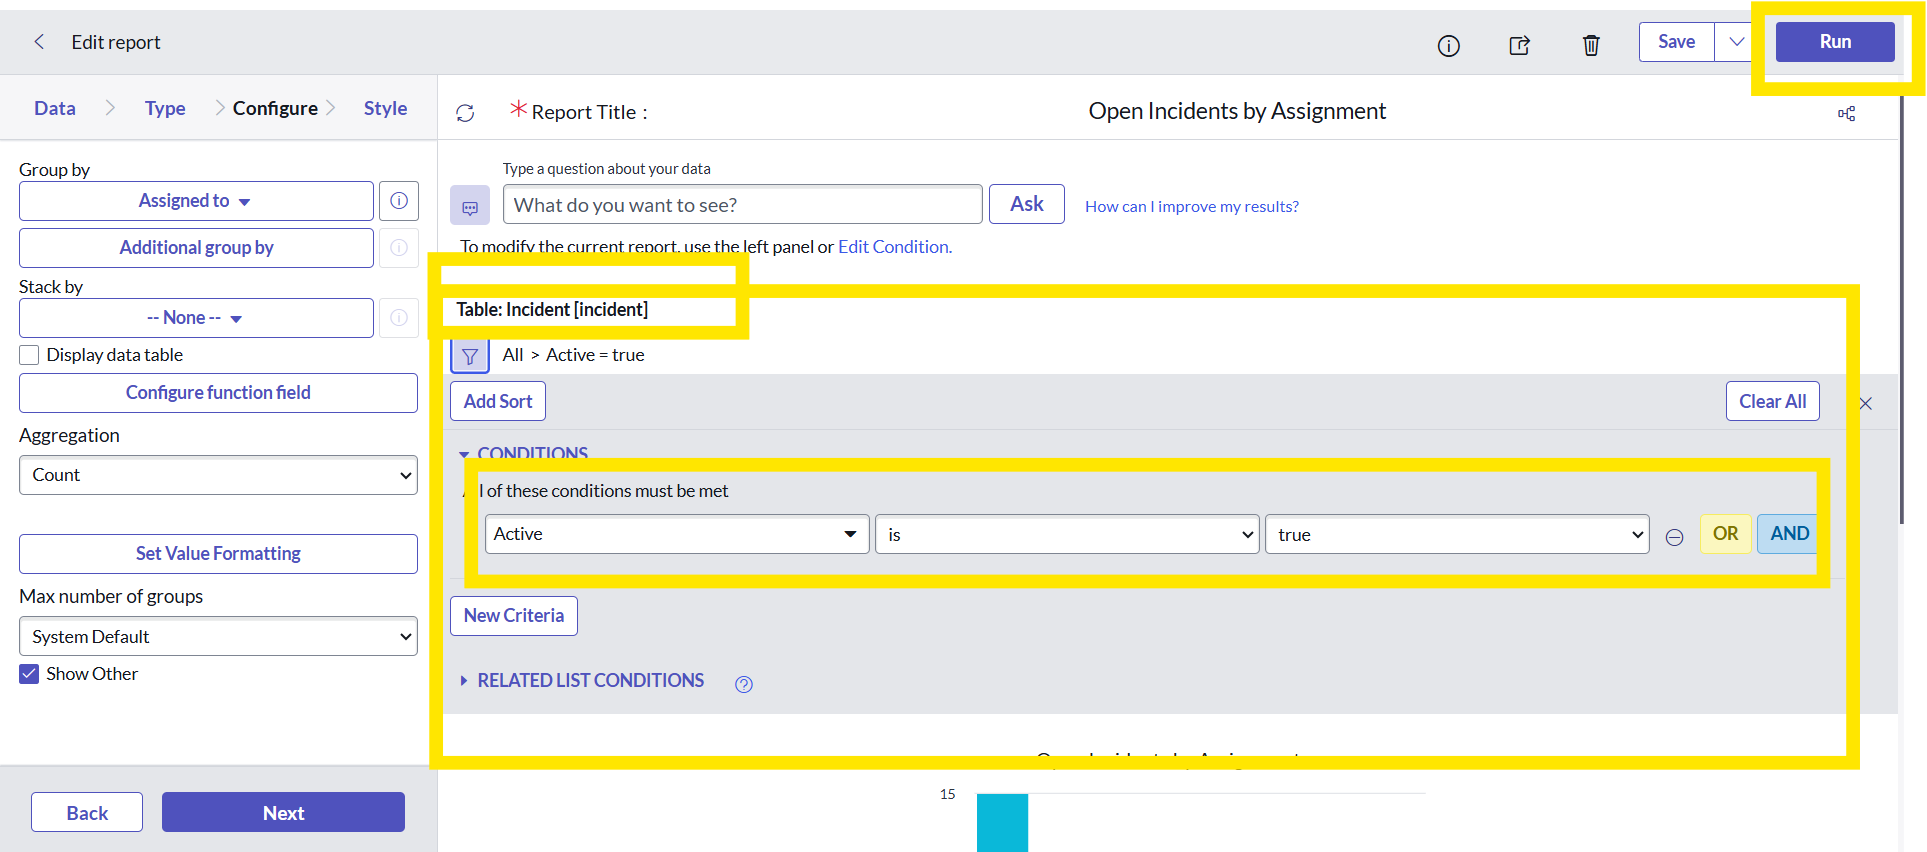 Edit report
Save
Run
Data
Type
Configure
Style
* Report Title :
Open Incidents by Assignment
Group by
Assigned to
Additional group by
Stack by
-- None --
Display data table
Configure function field
Aggregation
Count
Set Value Formatting
Max number of groups
System Default
Show Other
Back
Next
Type a question about your data
What do you want to see?
Ask
How can I improve my results?
To modify the current report, use the left panel or Edit Condition.
Table: Incident [incident]
All > Active = true
Add Sort
Clear All
CONDITIONS
All of these conditions must be met
Active
is
true
OR
AND
New Criteria
RELATED LIST CONDITIONS
Open Incidents by Assignment
15